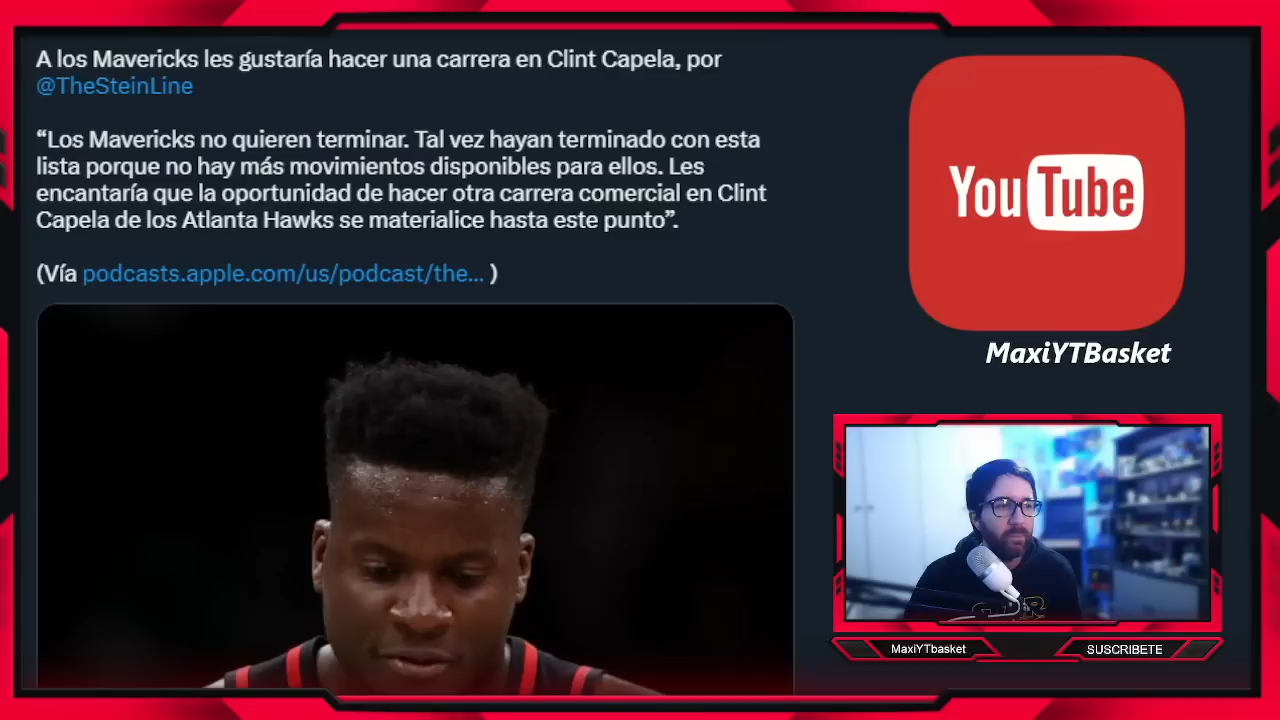 A los Mavericks les gustaría hacer una carrera en Clint Capela, por
@TheSteinLine
“Los Mavericks no quieren terminar. Tal vez hayan terminado con esta
lista porque no hay más movimientos disponibles para ellos. Les
encantaría que la oportunidad de hacer otra carrera comercial en Clint
Capela de los Atlanta Hawks se materialice hasta este punto”.
(Vía podcasts.apple.com/us/podcast/the... )
YouTube
MaxiYTBasket
MaxiYTbasket
SUSCRIBETE